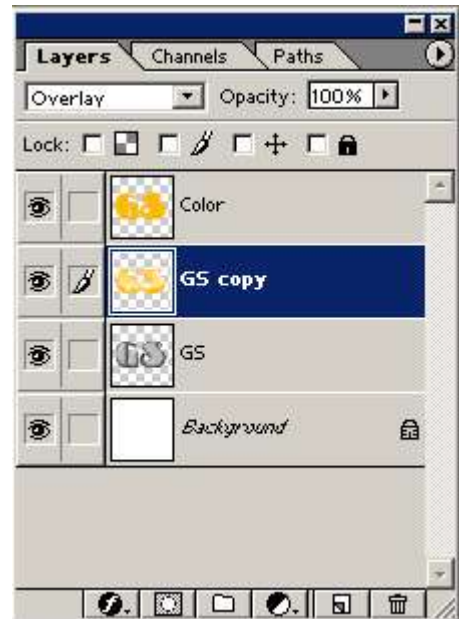 Layers Channels Paths
Overlay Opacity: 100%
Lock:
Color
GS copy
GS
Background